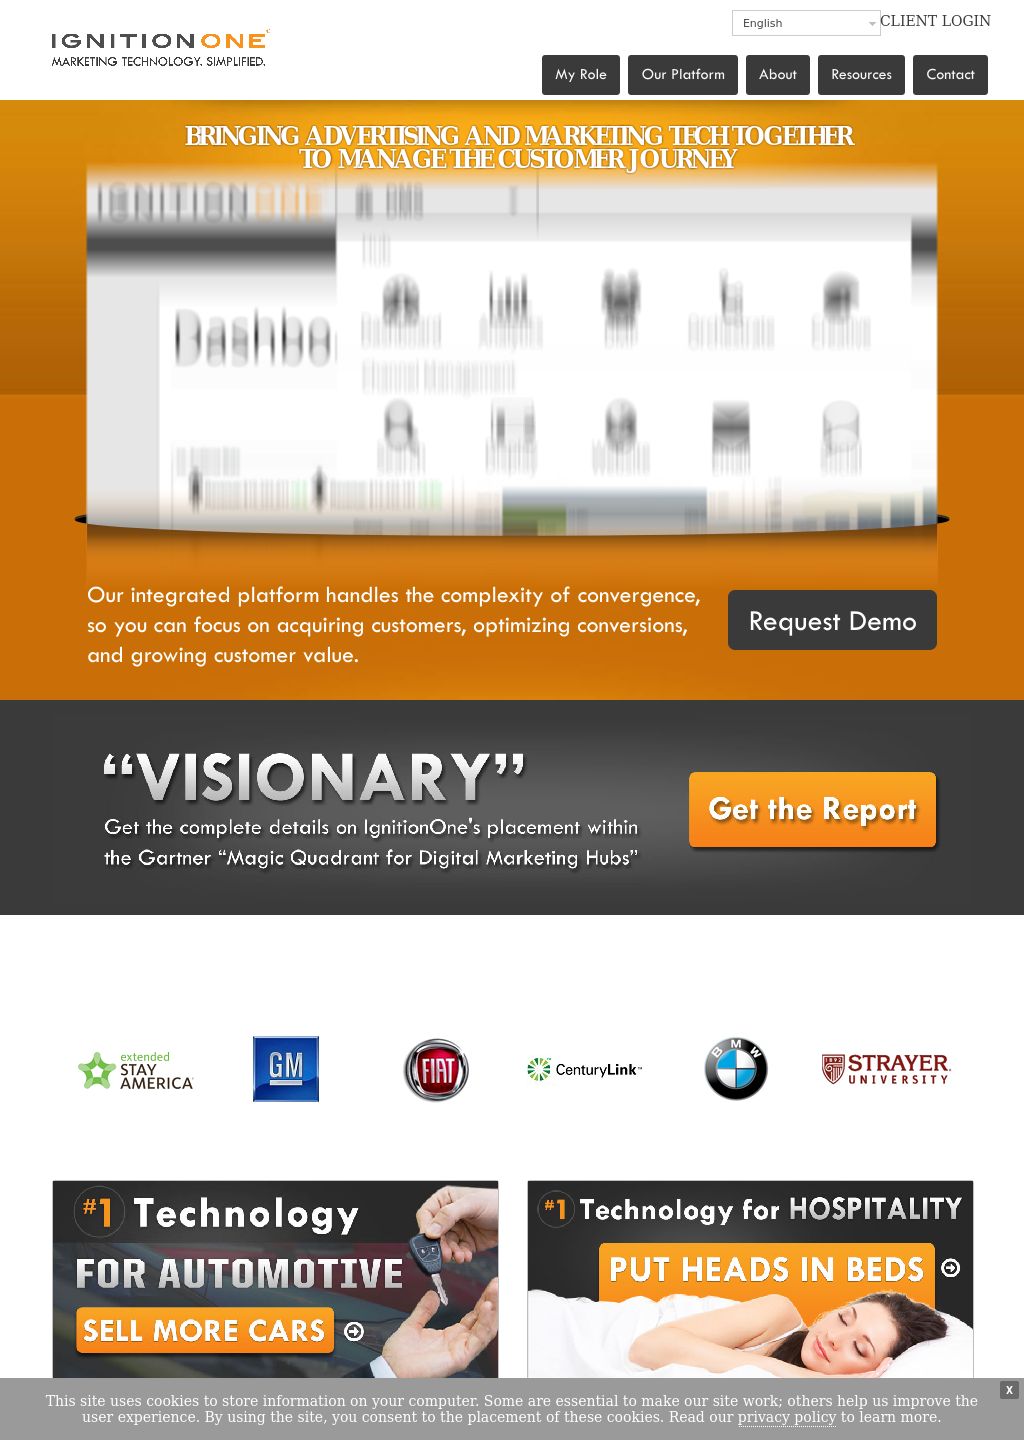 English
CLIENT LOGIN
IGNITIONONE
MARKETING TECHNOLOGY. SIMPLIFIED.
My Role
Our Platform
About
Resources
Contact
BRINGING ADVERTISING AND MARKETING TECH TOGETHER
TO MANAGE THE CUSTOMER JOURNEY
IGNITIONONE
DMS
Dashbo
Channel Management
Our integrated platform handles the complexity of convergence,
so you can focus on acquiring customers, optimizing conversions,
and growing customer value.
Request Demo
“VISIONARY”
Get the complete details on IgnitionOne's placement within
the Gartner “Magic Quadrant for Digital Marketing Hubs”
Get the Report
extended
STAY
AMERICA
GM
FIAT
CenturyLink™
BMW
STRAYER
UNIVERSITY
#1 Technology
FOR AUTOMOTIVE
SELL MORE CARS
#1 Technology for HOSPITALITY
PUT HEADS IN BEDS
X
This site uses cookies to store information on your computer. Some are essential to make our site work; others help us improve the
user experience. By using the site, you consent to the placement of these cookies. Read our privacy policy to learn more.